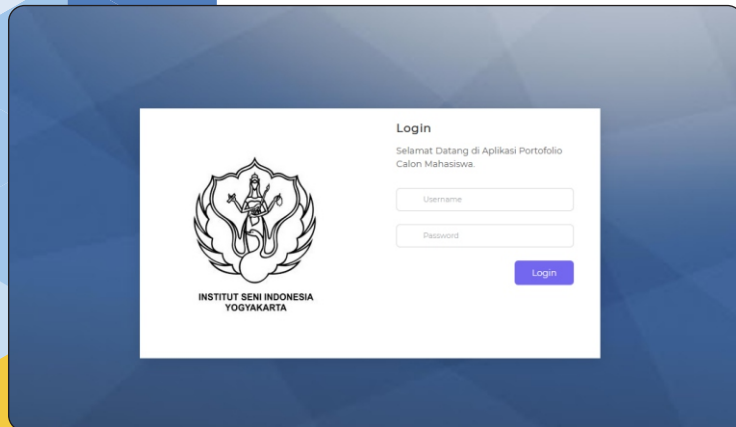 Login
Selamat Datang di Aplikasi Portofolio
Calon Mahasiswa.
Username
Password
Login
INSTITUT SENI INDONESIA
YOGYAKARTA